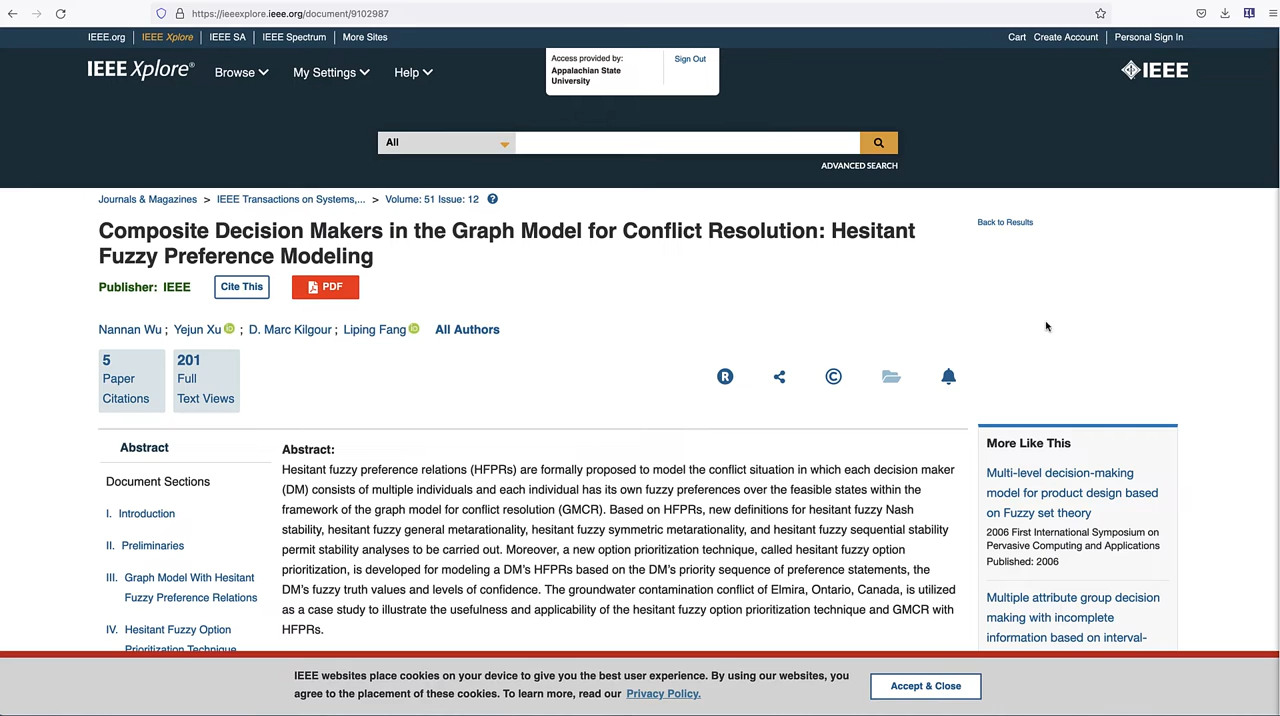 https://ieeexplore.ieee.org/document/9102987
IEEE.org IEEE Xplore IEEE SA IEEE Spectrum More Sites Cart Create Account Personal Sign In
IEEE Xplore® Browse My Settings Help
Access provided by:
Appalachian State
University
Sign Out
IEEE
All
ADVANCED SEARCH
Journals & Magazines > IEEE Transactions on Systems,... > Volume: 51 Issue: 12 ?
Composite Decision Makers in the Graph Model for Conflict Resolution: Hesitant
Fuzzy Preference Modeling
Back to Results
Publisher: IEEE Cite This PDF
Nannan Wu ; Yejun Xu iD ; D. Marc Kilgour ; Liping Fang iD All Authors
5
Paper
Citations
201
Full
Text Views
R
©
Abstract
Document Sections
I. Introduction
II. Preliminaries
III. Graph Model With Hesitant
Fuzzy Preference Relations
IV. Hesitant Fuzzy Option
Prioritization Technique
Abstract:
Hesitant fuzzy preference relations (HFPRs) are formally proposed to model the conflict situation in which each decision maker
(DM) consists of multiple individuals and each individual has its own fuzzy preferences over the feasible states within the
framework of the graph model for conflict resolution (GMCR). Based on HFPRs, new definitions for hesitant fuzzy Nash
stability, hesitant fuzzy general metarationality, hesitant fuzzy symmetric metarationality, and hesitant fuzzy sequential stability
permit stability analyses to be carried out. Moreover, a new option prioritization technique, called hesitant fuzzy option
prioritization, is developed for modeling a DM's HFPRs based on the DM's priority sequence of preference statements, the
DM's fuzzy truth values and levels of confidence. The groundwater contamination conflict of Elmira, Ontario, Canada, is utilized
as a case study to illustrate the usefulness and applicability of the hesitant fuzzy option prioritization technique and GMCR with
HFPRs.
More Like This
Multi-level decision-making
model for product design based
on Fuzzy set theory
2006 First International Symposium on
Pervasive Computing and Applications
Published: 2006
Multiple attribute group decision
making with incomplete
information based on interval-
IEEE websites place cookies on your device to give you the best user experience. By using our websites, you
agree to the placement of these cookies. To learn more, read our Privacy Policy.
Accept & Close